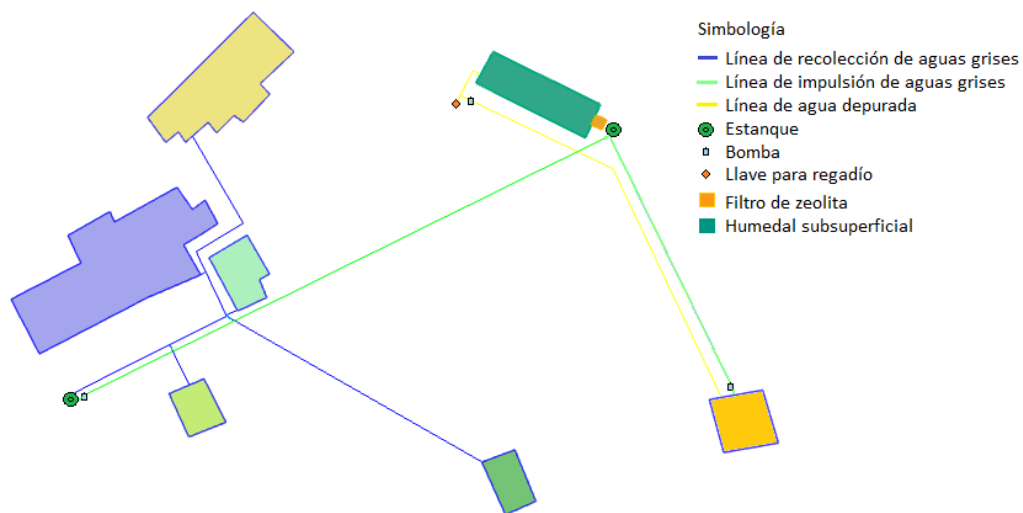 Simbología
Línea de recolección de aguas grises
Línea de impulsión de aguas grises
Línea de agua depurada
Estanque
Bomba
Llave para regadío
Filtro de zeolita
Humedal subsuperficial